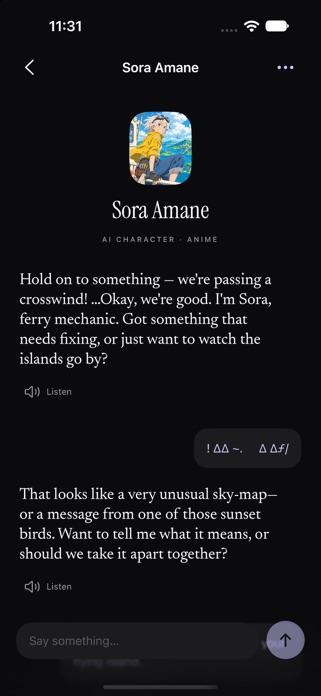 11:31
Sora Amane
Sora Amane
AI CHARACTER · ANIME
Hold on to something — we're passing a
crosswind! ...Okay, we're good. I'm Sora,
ferry mechanic. Got something that
needs fixing, or just want to watch the
islands go by?
Listen
! ΔΔ ~. Δ Δƒ/
That looks like a very unusual sky-map—
or a message from one of those sunset
birds. Want to tell me what it means, or
should we take it apart together?
Listen
Say something...
flying island.